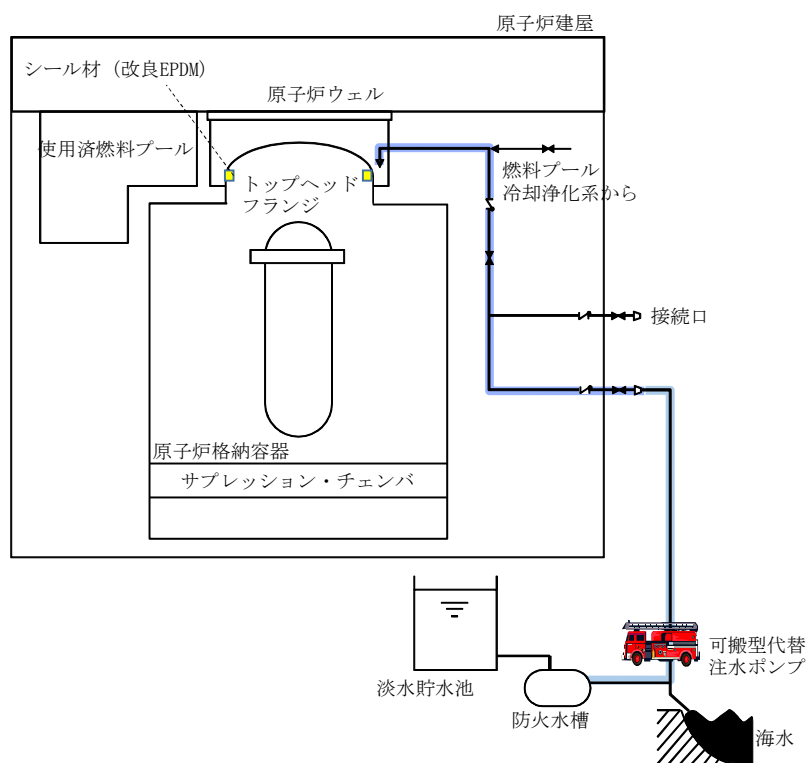 原子炉建屋
シール材（改良EPDM）
原子炉ウェル
使用済燃料プール
トップヘッド
フランジ
燃料プール
冷却浄化系から
接続口
原子炉格納容器
サプレッション・チェンバ
可搬型代替
注水ポンプ
淡水貯水池
防火水槽
海水